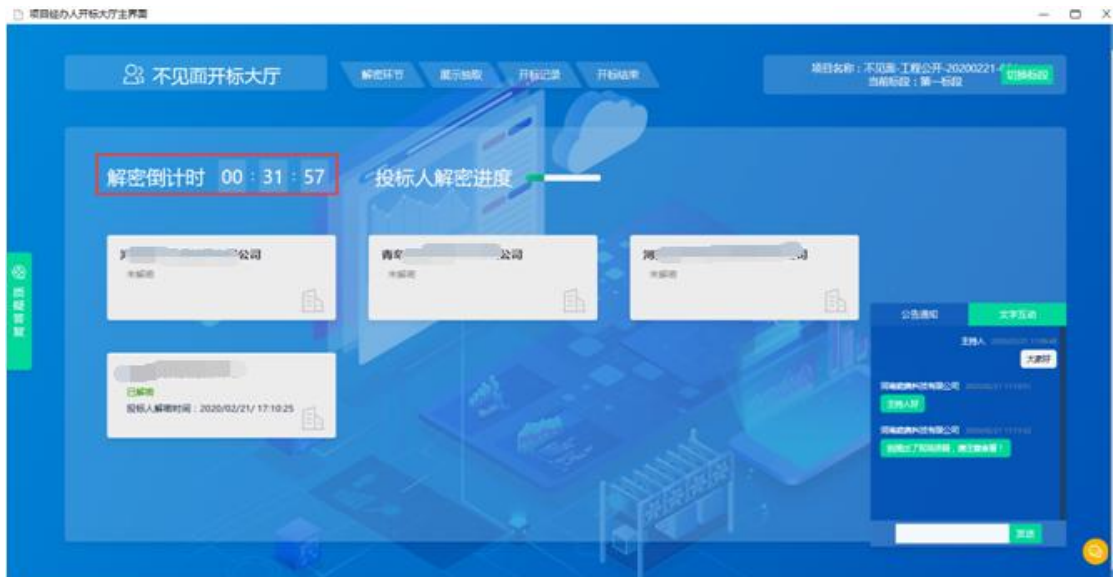 项目经办人开标大厅主界面
不见面开标大厅
解密环节
展示抽取
开标记录
开标结束
项目名称：不见面-工程公开-20200221-
当前标段：第一标段
切换标段
解密倒计时 00 : 31 : 57
投标人解密进度
公司
未解密
青
公司
未解密
未解密
已解密
投标人解密时间：2020/02/21/ 17:10:25
公告通知
文字互动
主持人
大家好
主持人好
发送